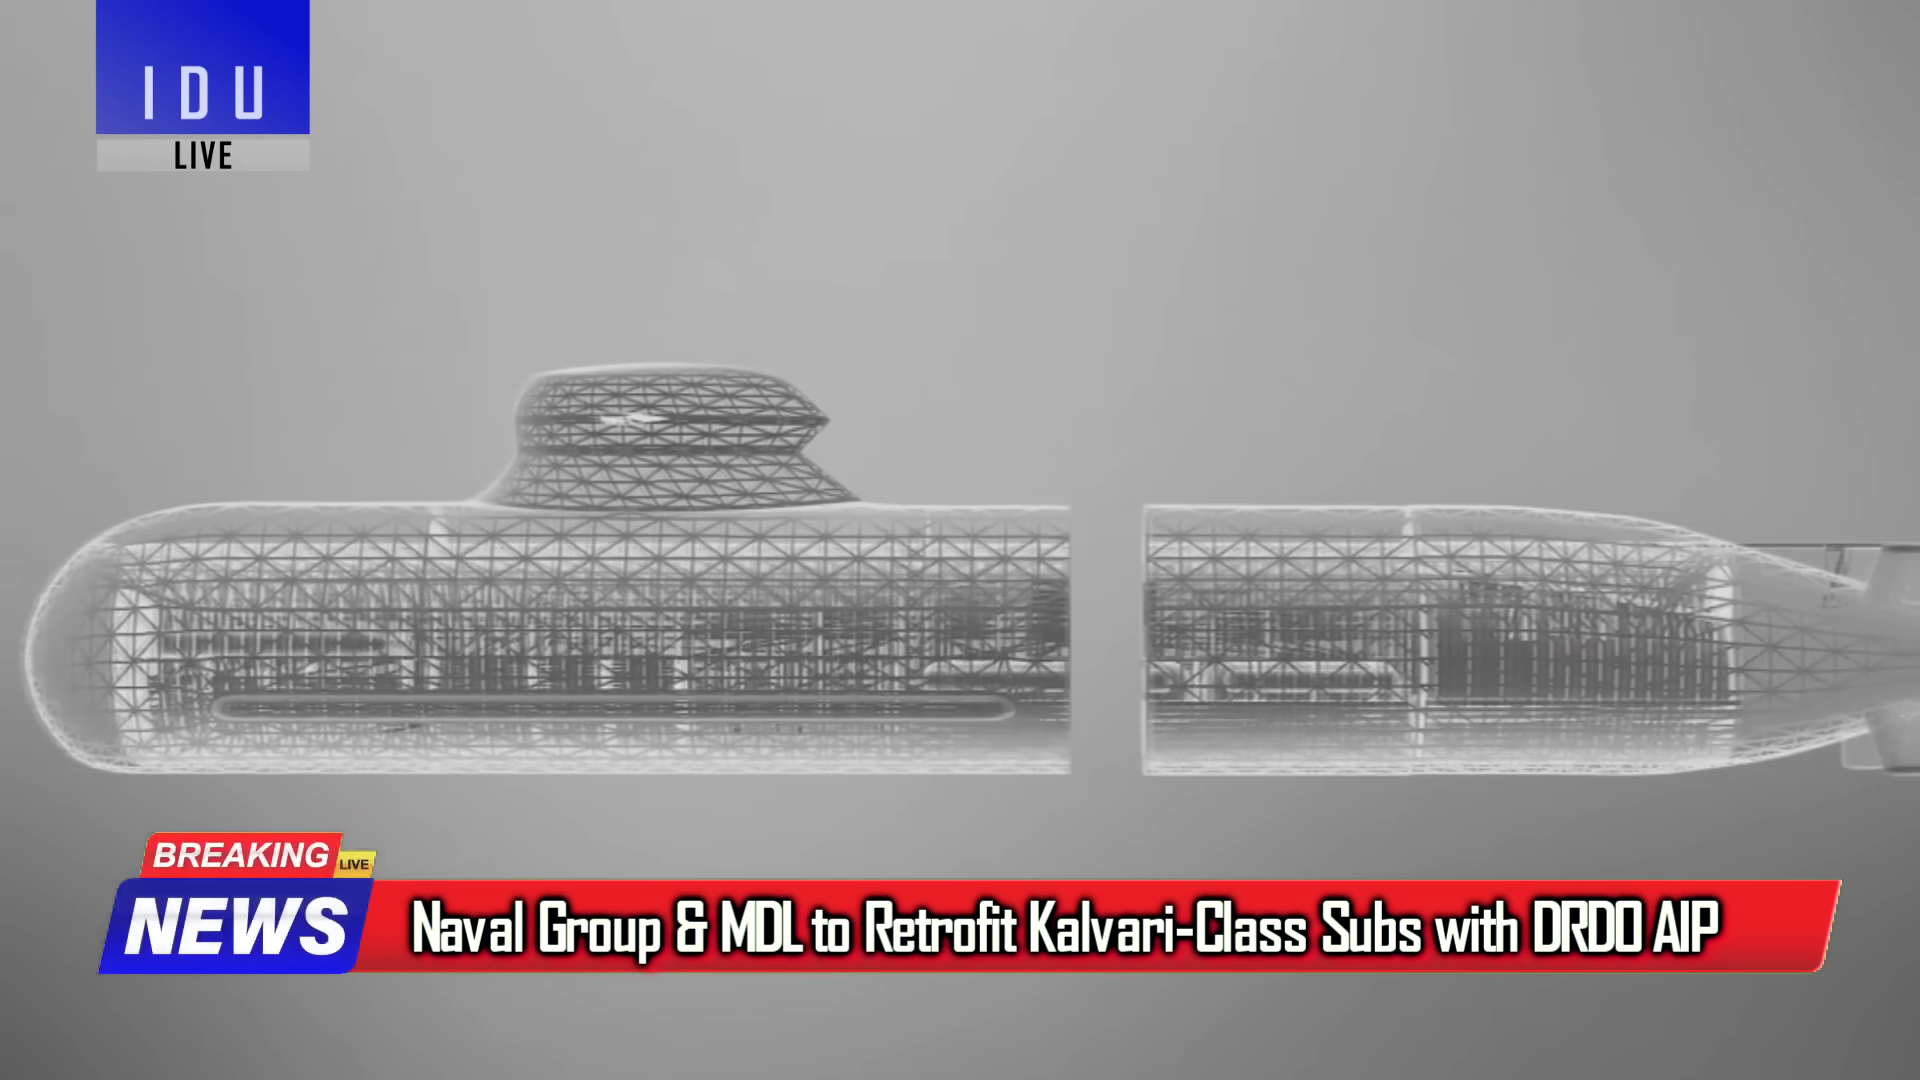 IDU
LIVE
BREAKING
LIVE
NEWS
Naval Group & MDL to Retrofit Kalvari-Class Subs with DRDO AIP